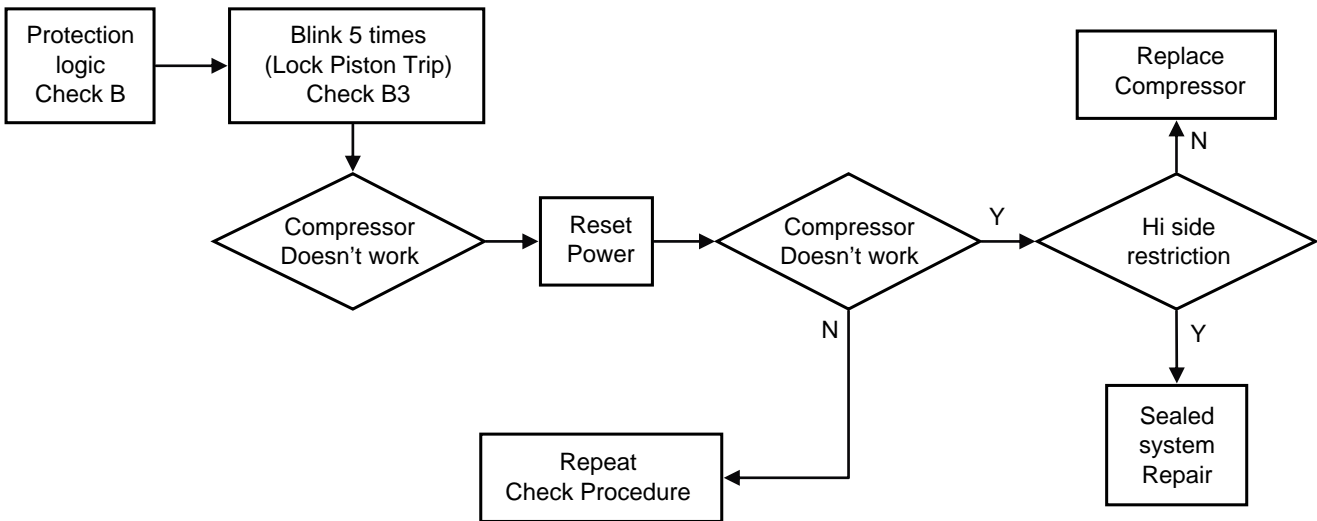 Protection
logic
Check B
Blink 5 times
(Lock Piston Trip)
Check B3
Replace
Compressor
N
Compressor
Doesn’t work
Reset
Power
Compressor
Doesn’t work
Y
Hi side
restriction
N
Y
Repeat
Check Procedure
Sealed
system
Repair